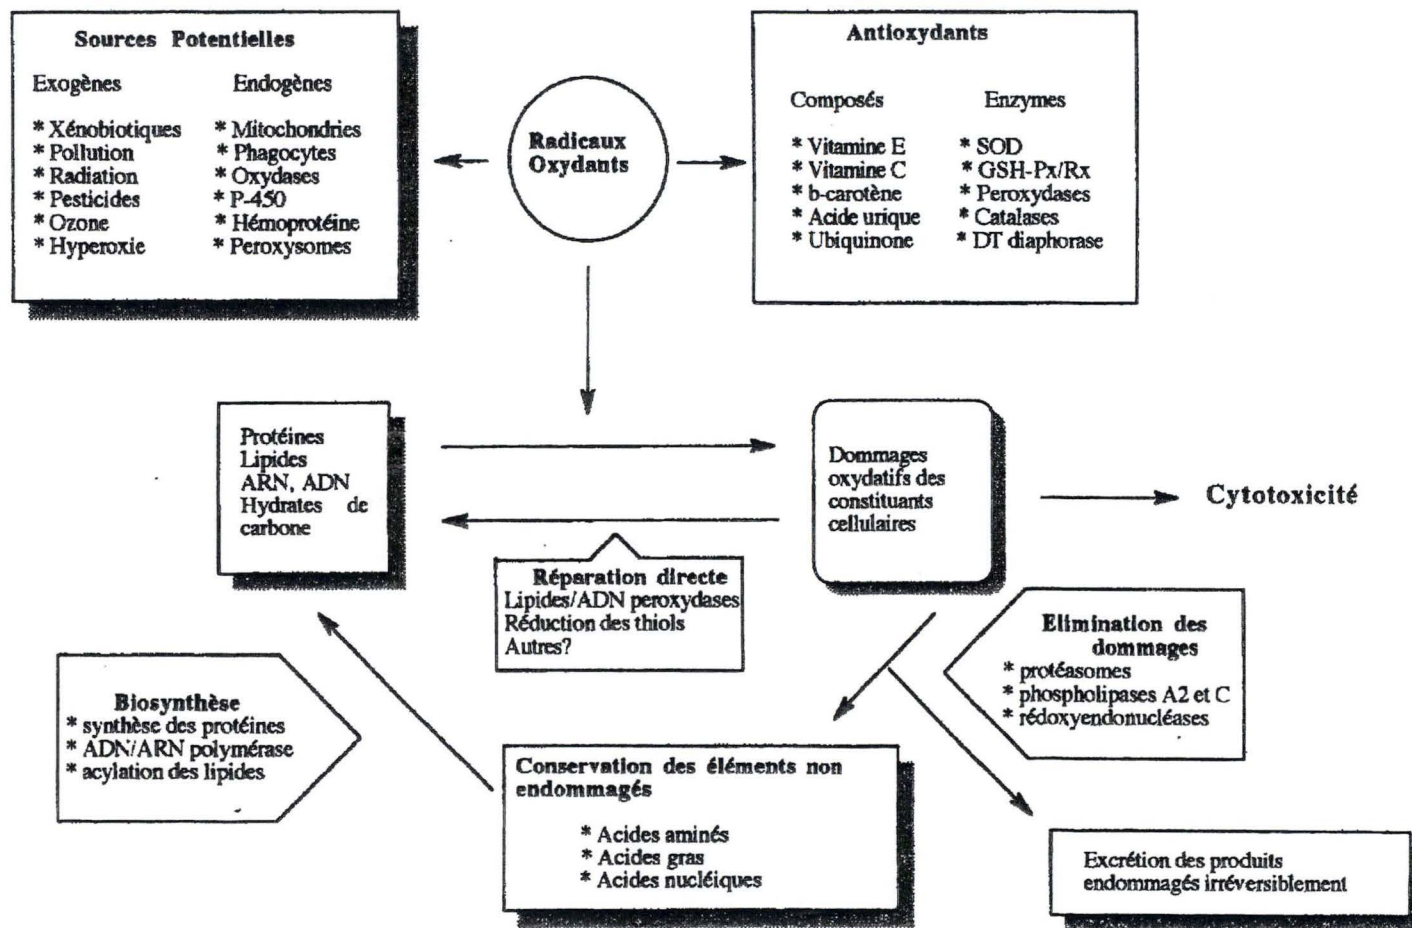 Sources Potentielles
Exogènes
* Xénobiotiques
* Pollution
* Radiation
* Pesticides
* Ozone
* Hyperoxie
Endogènes
* Mitochondries
* Phagocytes
* Oxydases
* P-450
* Hémoprotéine
* Peroxysomes
Radicaux
Oxydants
Antioxydants
Composés
* Vitamine E
* Vitamine C
* b-carotène
* Acide urique
* Ubiquinone
Enzymes
* SOD
* GSH-Px/Rx
* Peroxydases
* Catalases
* DT diaphorase
Protéines
Lipides
ARN, ADN
Hydrates de
carbone
Dommages
oxydatifs des
constituants
cellulaires
Cytotoxicité
Réparation directe
Lipides/ADN peroxydases
Réduction des thiols
Autres?
Elimination des
dommages
* protéasomes
* phospholipases A2 et C
* rédoxyendonucléases
Biosynthèse
* synthèse des protéines
* ADN/ARN polymérase
* acylation des lipides
Conservation des éléments non
endommagés
* Acides aminés
* Acides gras
* Acides nucléiques
Excrétion des produits
endommagés irréversiblement